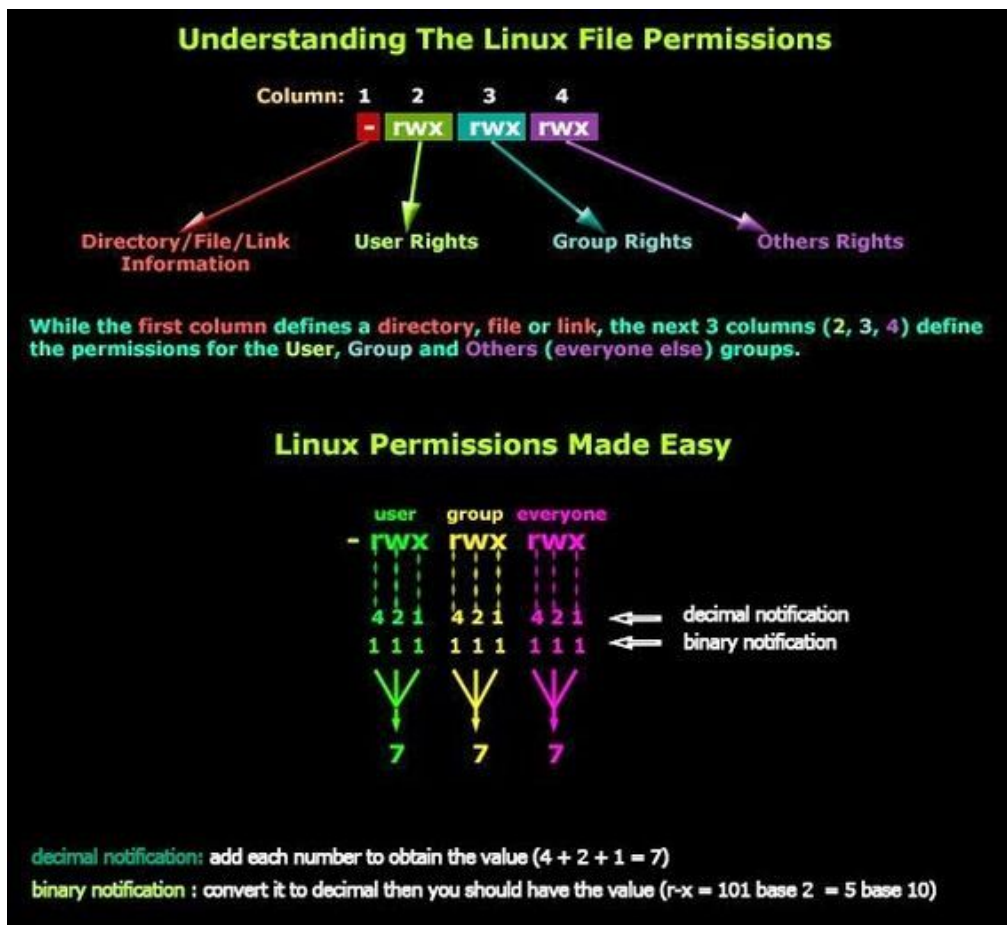 Understanding The Linux File Permissions
Column: 1 2 3 4
- rwx rwx rwx
Directory/File/Link User Rights Group Rights Others Rights
Information
While the first column defines a directory, file or link, the next 3 columns (2, 3, 4) define
the permissions for the User, Group and Others (everyone else) groups.
Linux Permissions Made Easy
user group everyone
- rwx rwx rwx
4 2 1 4 2 1 4 2 1 decimal notification
1 1 1 1 1 1 1 1 1 binary notification
7 7 7
decimal notification: add each number to obtain the value (4 + 2 + 1 = 7)
binary notification : convert it to decimal then you should have the value (r-x = 101 base 2 = 5 base 10)